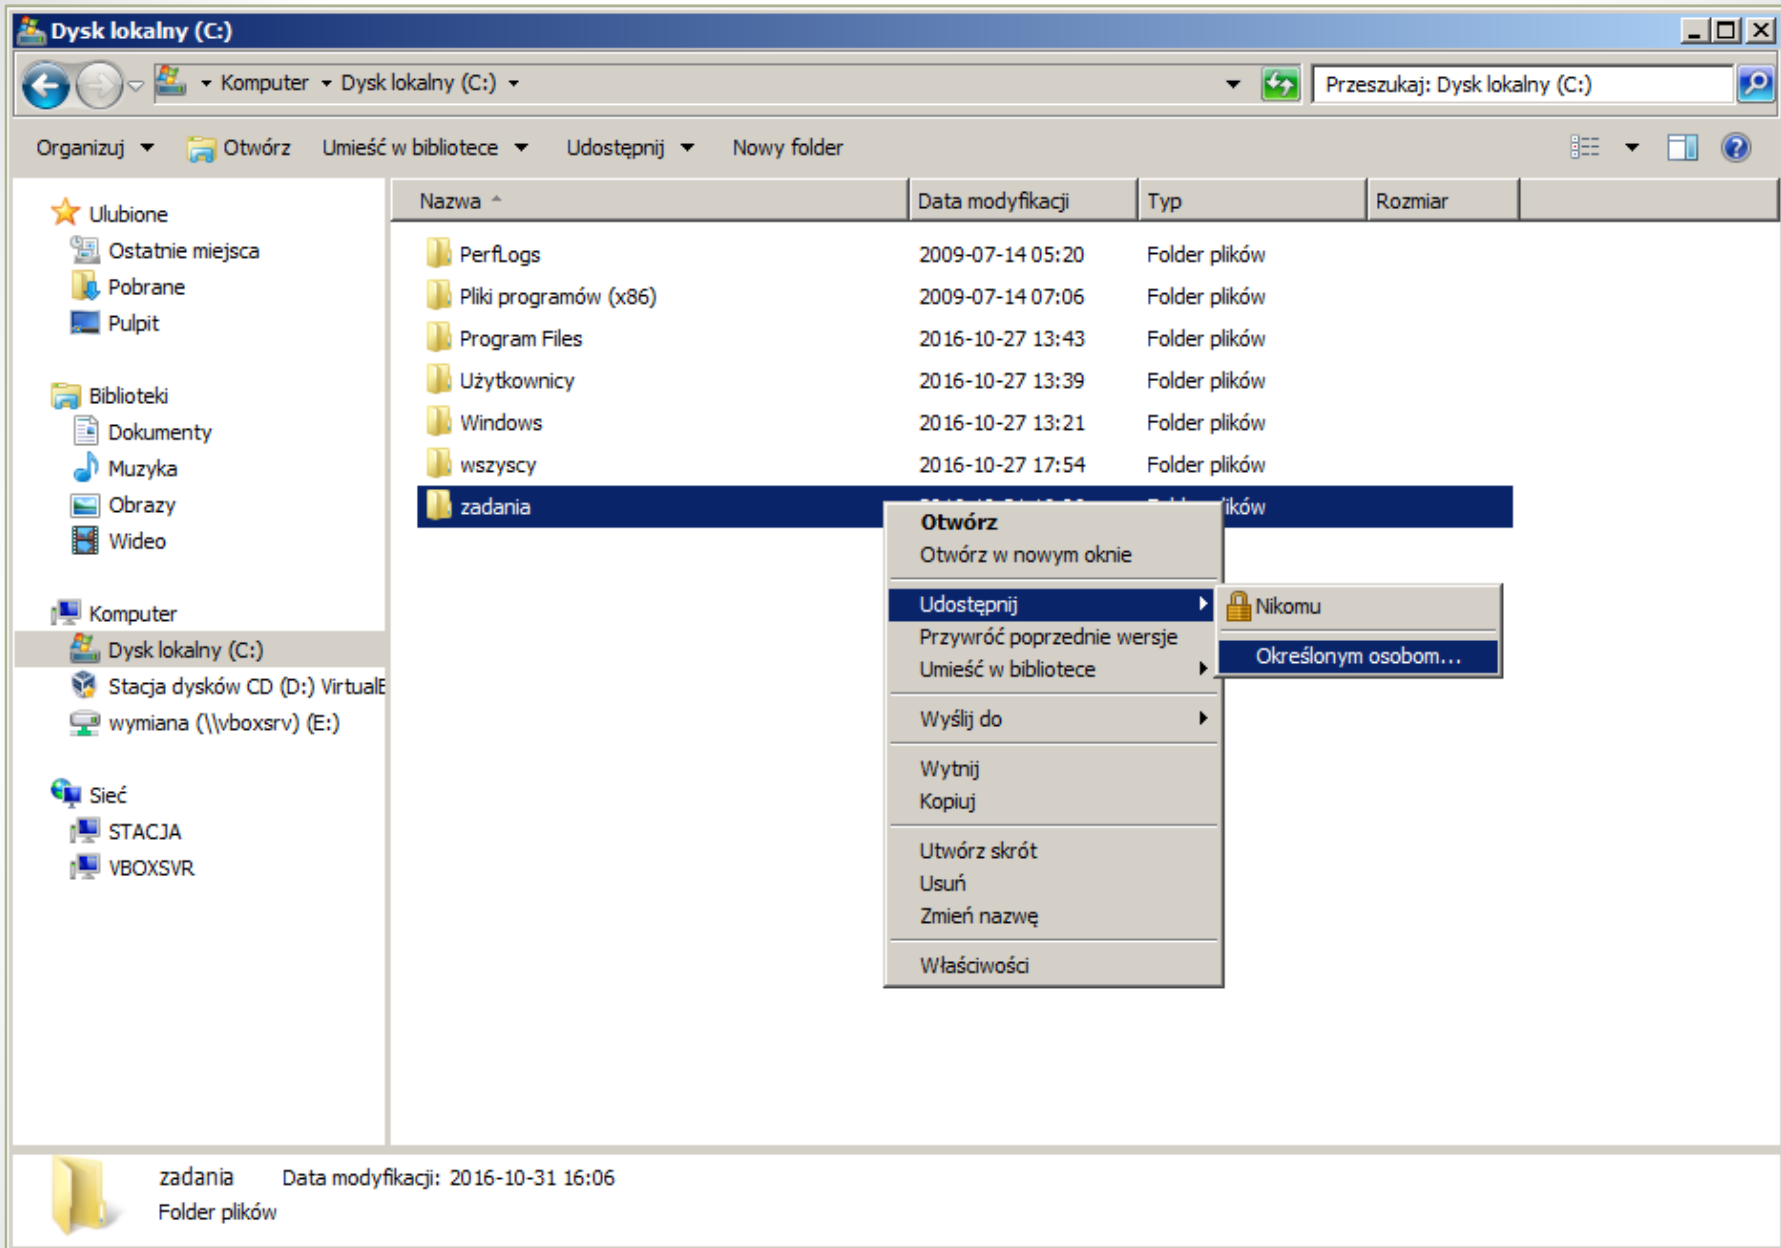 Dysk lokalny (C:)
Komputer Dysk lokalny (C:)
Przeszukaj: Dysk lokalny (C:)
Organizuj Otwórz Umieść w bibliotece Udostępnij Nowy folder
Ulubione
Ostatnie miejsca
Pobrane
Pulpit
Biblioteki
Dokumenty
Muzyka
Obrazy
Wideo
Komputer
Dysk lokalny (C:)
Stacja dysków CD (D:)
wymiana (\\vboxsrv) (E:)
Sieć
STACJA
VBOXSVR
Nazwa Data modyfikacji Typ Rozmiar
PerfLogs 2009-07-14 05:20 Folder plików
Pliki programów (x86) 2009-07-14 07:06 Folder plików
Program Files 2016-10-27 13:43 Folder plików
Użytkownicy 2016-10-27 13:39 Folder plików
Windows 2016-10-27 13:21 Folder plików
wszyscy 2016-10-27 17:54 Folder plików
zadania
Otwórz
Otwórz w nowym oknie
Udostępnij
Przywróć poprzednie wersje
Umieść w bibliotece
Wyślij do
Wytnij
Kopiuj
Utwórz skrót
Usuń
Zmień nazwę
Właściwości
Nikomu
Określonym osobom...
zadania Data modyfikacji: 2016-10-31 16:06
Folder plików